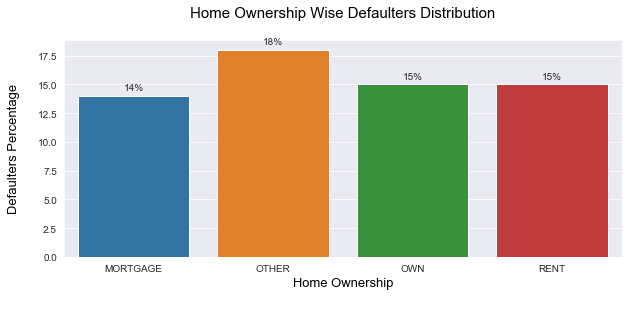 Home Ownership Wise Defaulters Distribution
Defaulters Percentage
17.5
15.0
12.5
10.0
7.5
5.0
2.5
0.0
14%
18%
15%
15%
MORTGAGE
OTHER
OWN
RENT
Home Ownership